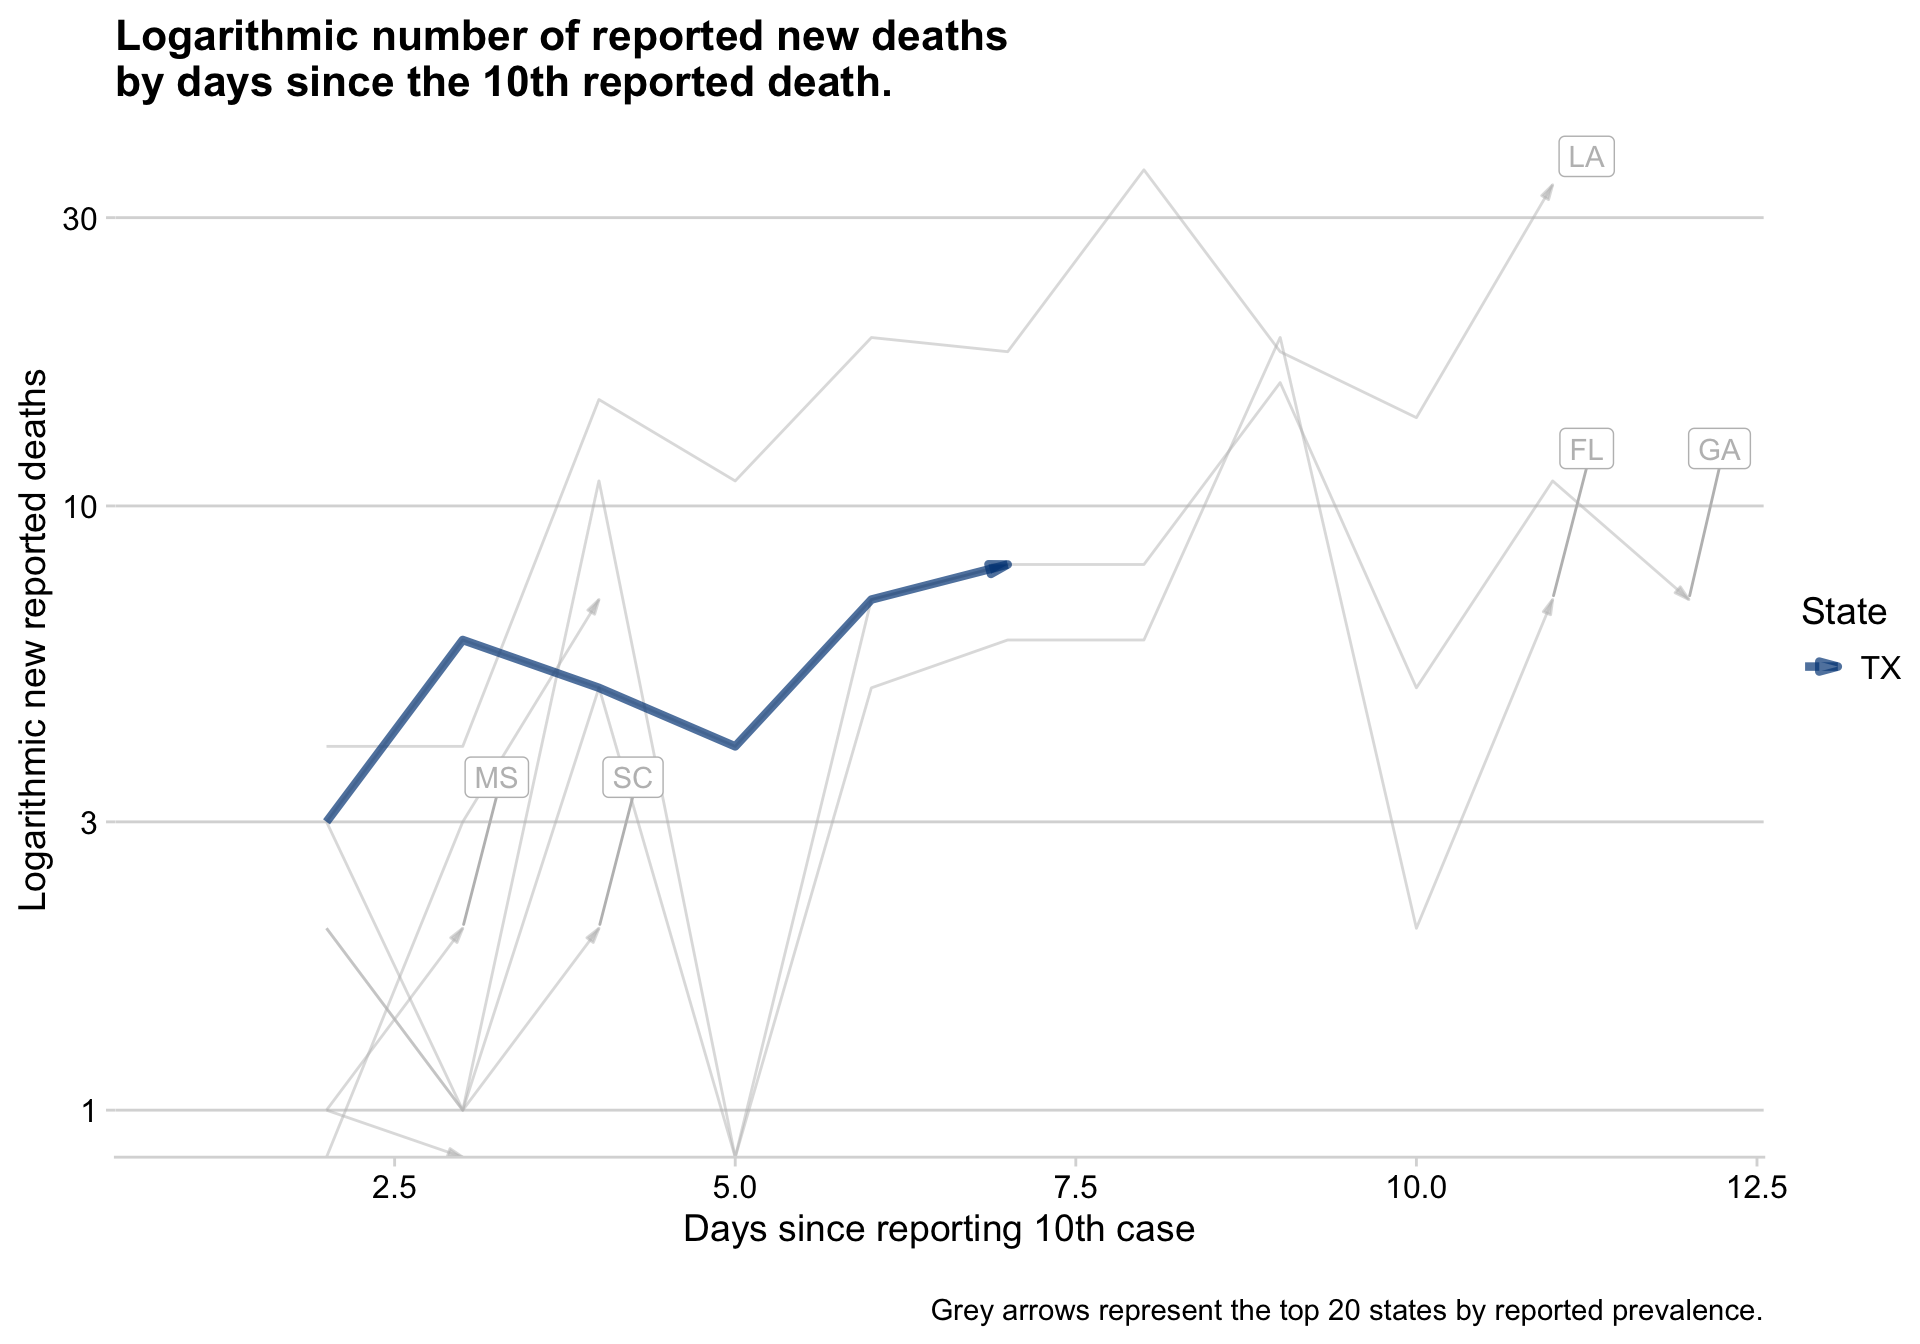 Logarithmic number of reported new deaths
by days since the 10th reported death.
LA
30
FL
GA
10
Logarithmic new reported deaths
State
TX
MS
SC
3
1
2.5
5.0
7.5
10.0
12.5
Days since reporting 10th case
Grey arrows represent the top 20 states by reported prevalence.